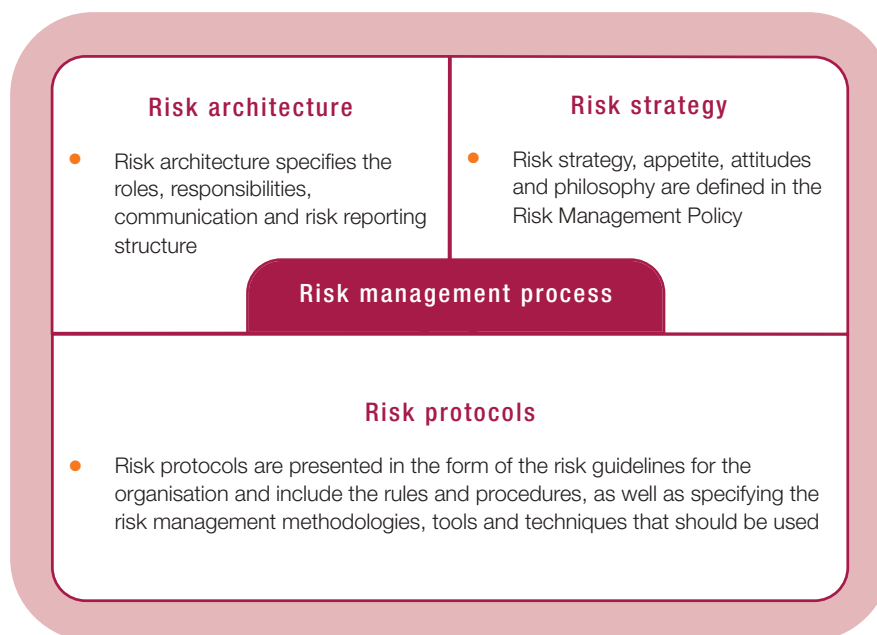 Risk architecture
• Risk architecture specifies the
roles, responsibilities,
communication and risk reporting
structure
Risk strategy
• Risk strategy, appetite, attitudes
and philosophy are defined in the
Risk Management Policy
Risk management process
Risk protocols
• Risk protocols are presented in the form of the risk guidelines for the
organisation and include the rules and procedures, as well as specifying the
risk management methodologies, tools and techniques that should be used